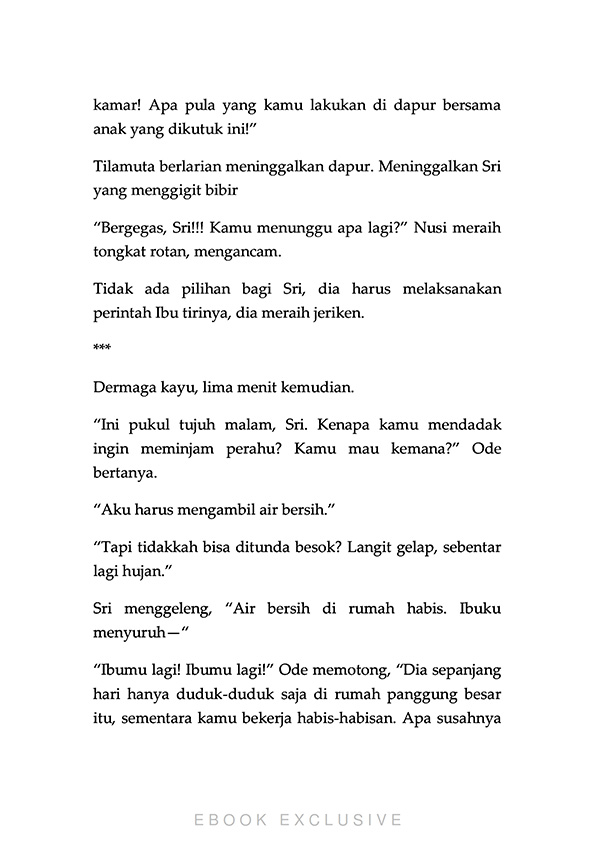 kamar! Apa pula yang kamu lakukan di dapur bersama
anak yang dikutuk ini!”
Tilamuta berlarian meninggalkan dapur. Meninggalkan Sri
yang menggigit bibir
“Bergegas, Sri!!! Kamu menunggu apa lagi?” Nusi meraih
tongkat rotan, mengancam.
Tidak ada pilihan bagi Sri, dia harus melaksanakan
perintah Ibu tirinya, dia meraih jeriken.
***
Dermaga kayu, lima menit kemudian.
“Ini pukul tujuh malam, Sri. Kenapa kamu mendadak
ingin meminjam perahu? Kamu mau kemana?” Ode
bertanya.
“Aku harus mengambil air bersih.”
“Tapi tidakkah bisa ditunda besok? Langit gelap, sebentar
lagi hujan.”
Sri menggeleng, “Air bersih di rumah habis. Ibuku
menyuruh—“
“Ibumu lagi! Ibumu lagi!” Ode memotong, “Dia sepanjang
hari hanya duduk-duduk saja di rumah panggung besar
itu, sementara kamu bekerja habis-habisan. Apa susahnya
EBOOK EXCLUSIVE